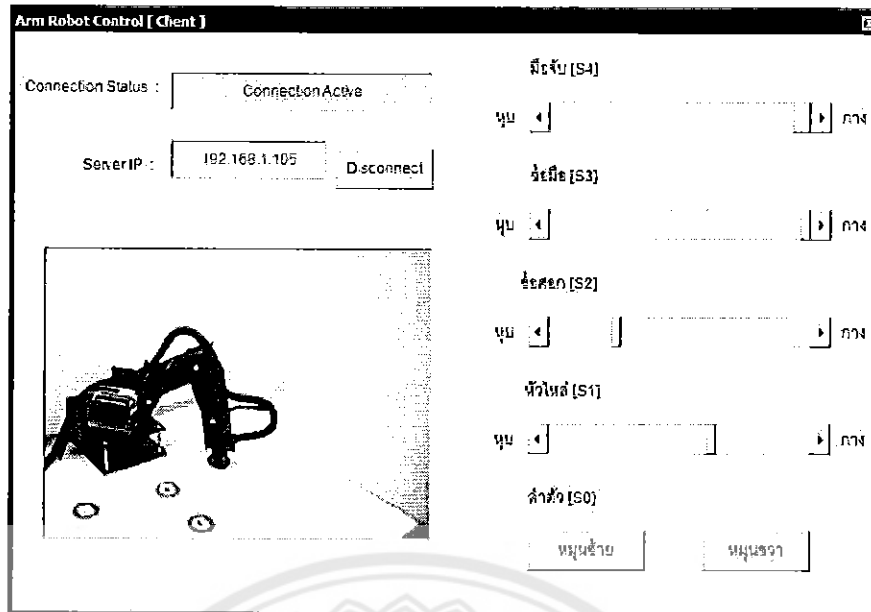 Arm Robot Control [ Client ]
Connection Status :
Connection Active
Server IP :
192.168.1.105
Disconnect
มือจับ [S4]
หุบ
กาง
ข้อมือ [S3]
หุบ
กาง
ข้อศอก [S2]
หุบ
กาง
หัวไหล่ [S1]
หุบ
กาง
ลำตัว [S0]
หมุนซ้าย
หมุนขวา